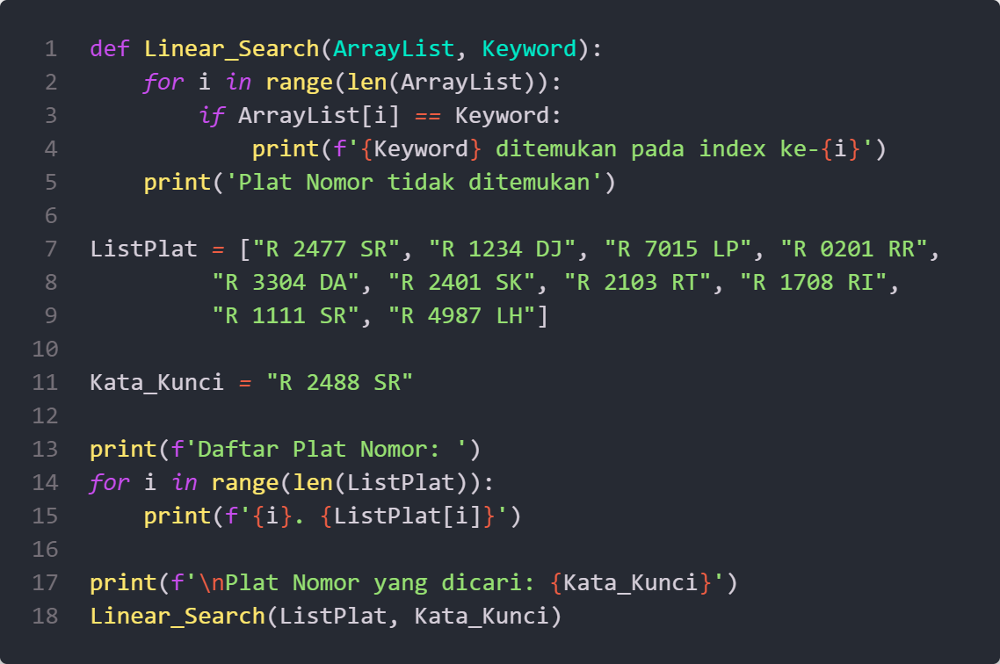 1 def Linear_Search(ArrayList, Keyword):
2     for i in range(len(ArrayList)):
3         if ArrayList[i] == Keyword:
4             print(f'{Keyword} ditemukan pada index ke-{i}')
5     print('Plat Nomor tidak ditemukan')
6
7 ListPlat = ["R 2477 SR", "R 1234 DJ", "R 7015 LP", "R 0201 RR",
8          "R 3304 DA", "R 2401 SK", "R 2103 RT", "R 1708 RI",
9          "R 1111 SR", "R 4987 LH"]
10
11 Kata_Kunci = "R 2488 SR"
12
13 print(f'Daftar Plat Nomor: ')
14 for i in range(len(ListPlat)):
15     print(f'{i}. {ListPlat[i]}')
16
17 print(f'\nPlat Nomor yang dicari: {Kata_Kunci}')
18 Linear_Search(ListPlat, Kata_Kunci)